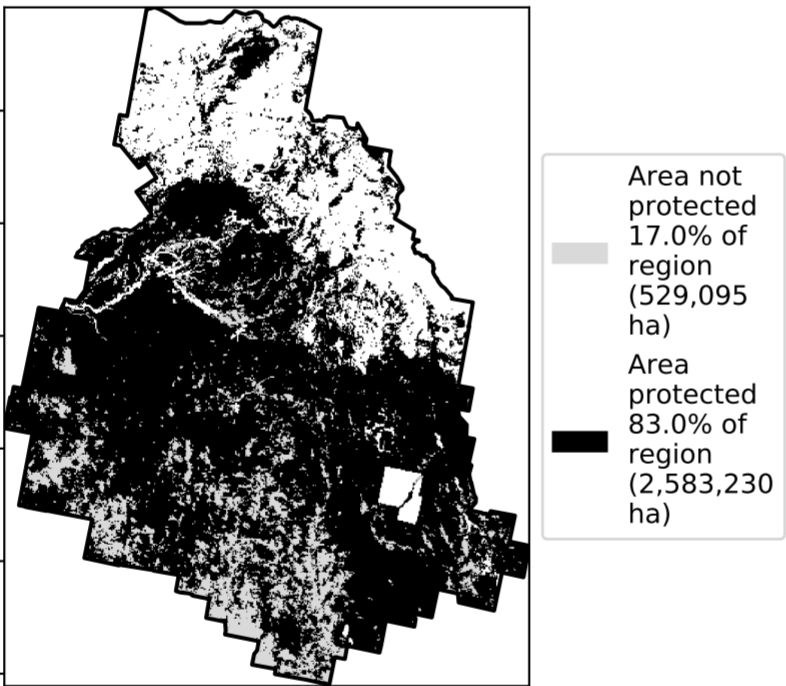 Area not
protected
17.0% of
region
(529,095
ha)
Area
protected
83.0% of
region
(2,583,230
ha)